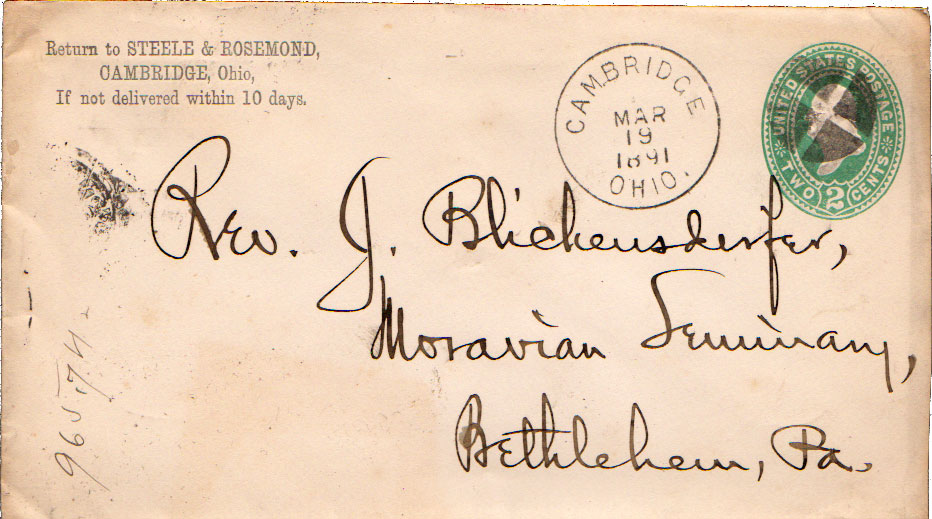 Return to STEELE & ROSEMOND,
CAMBRIDGE, Ohio,
If not delivered within 10 days.
CAMBRIDGE
MAR
19
1891
OHIO.
UNITED STATES POSTAGE
TWO 2 CENTS
Rev. J. Blickensderfer,
Moravian Seminary,
Bethlehem, Pa.